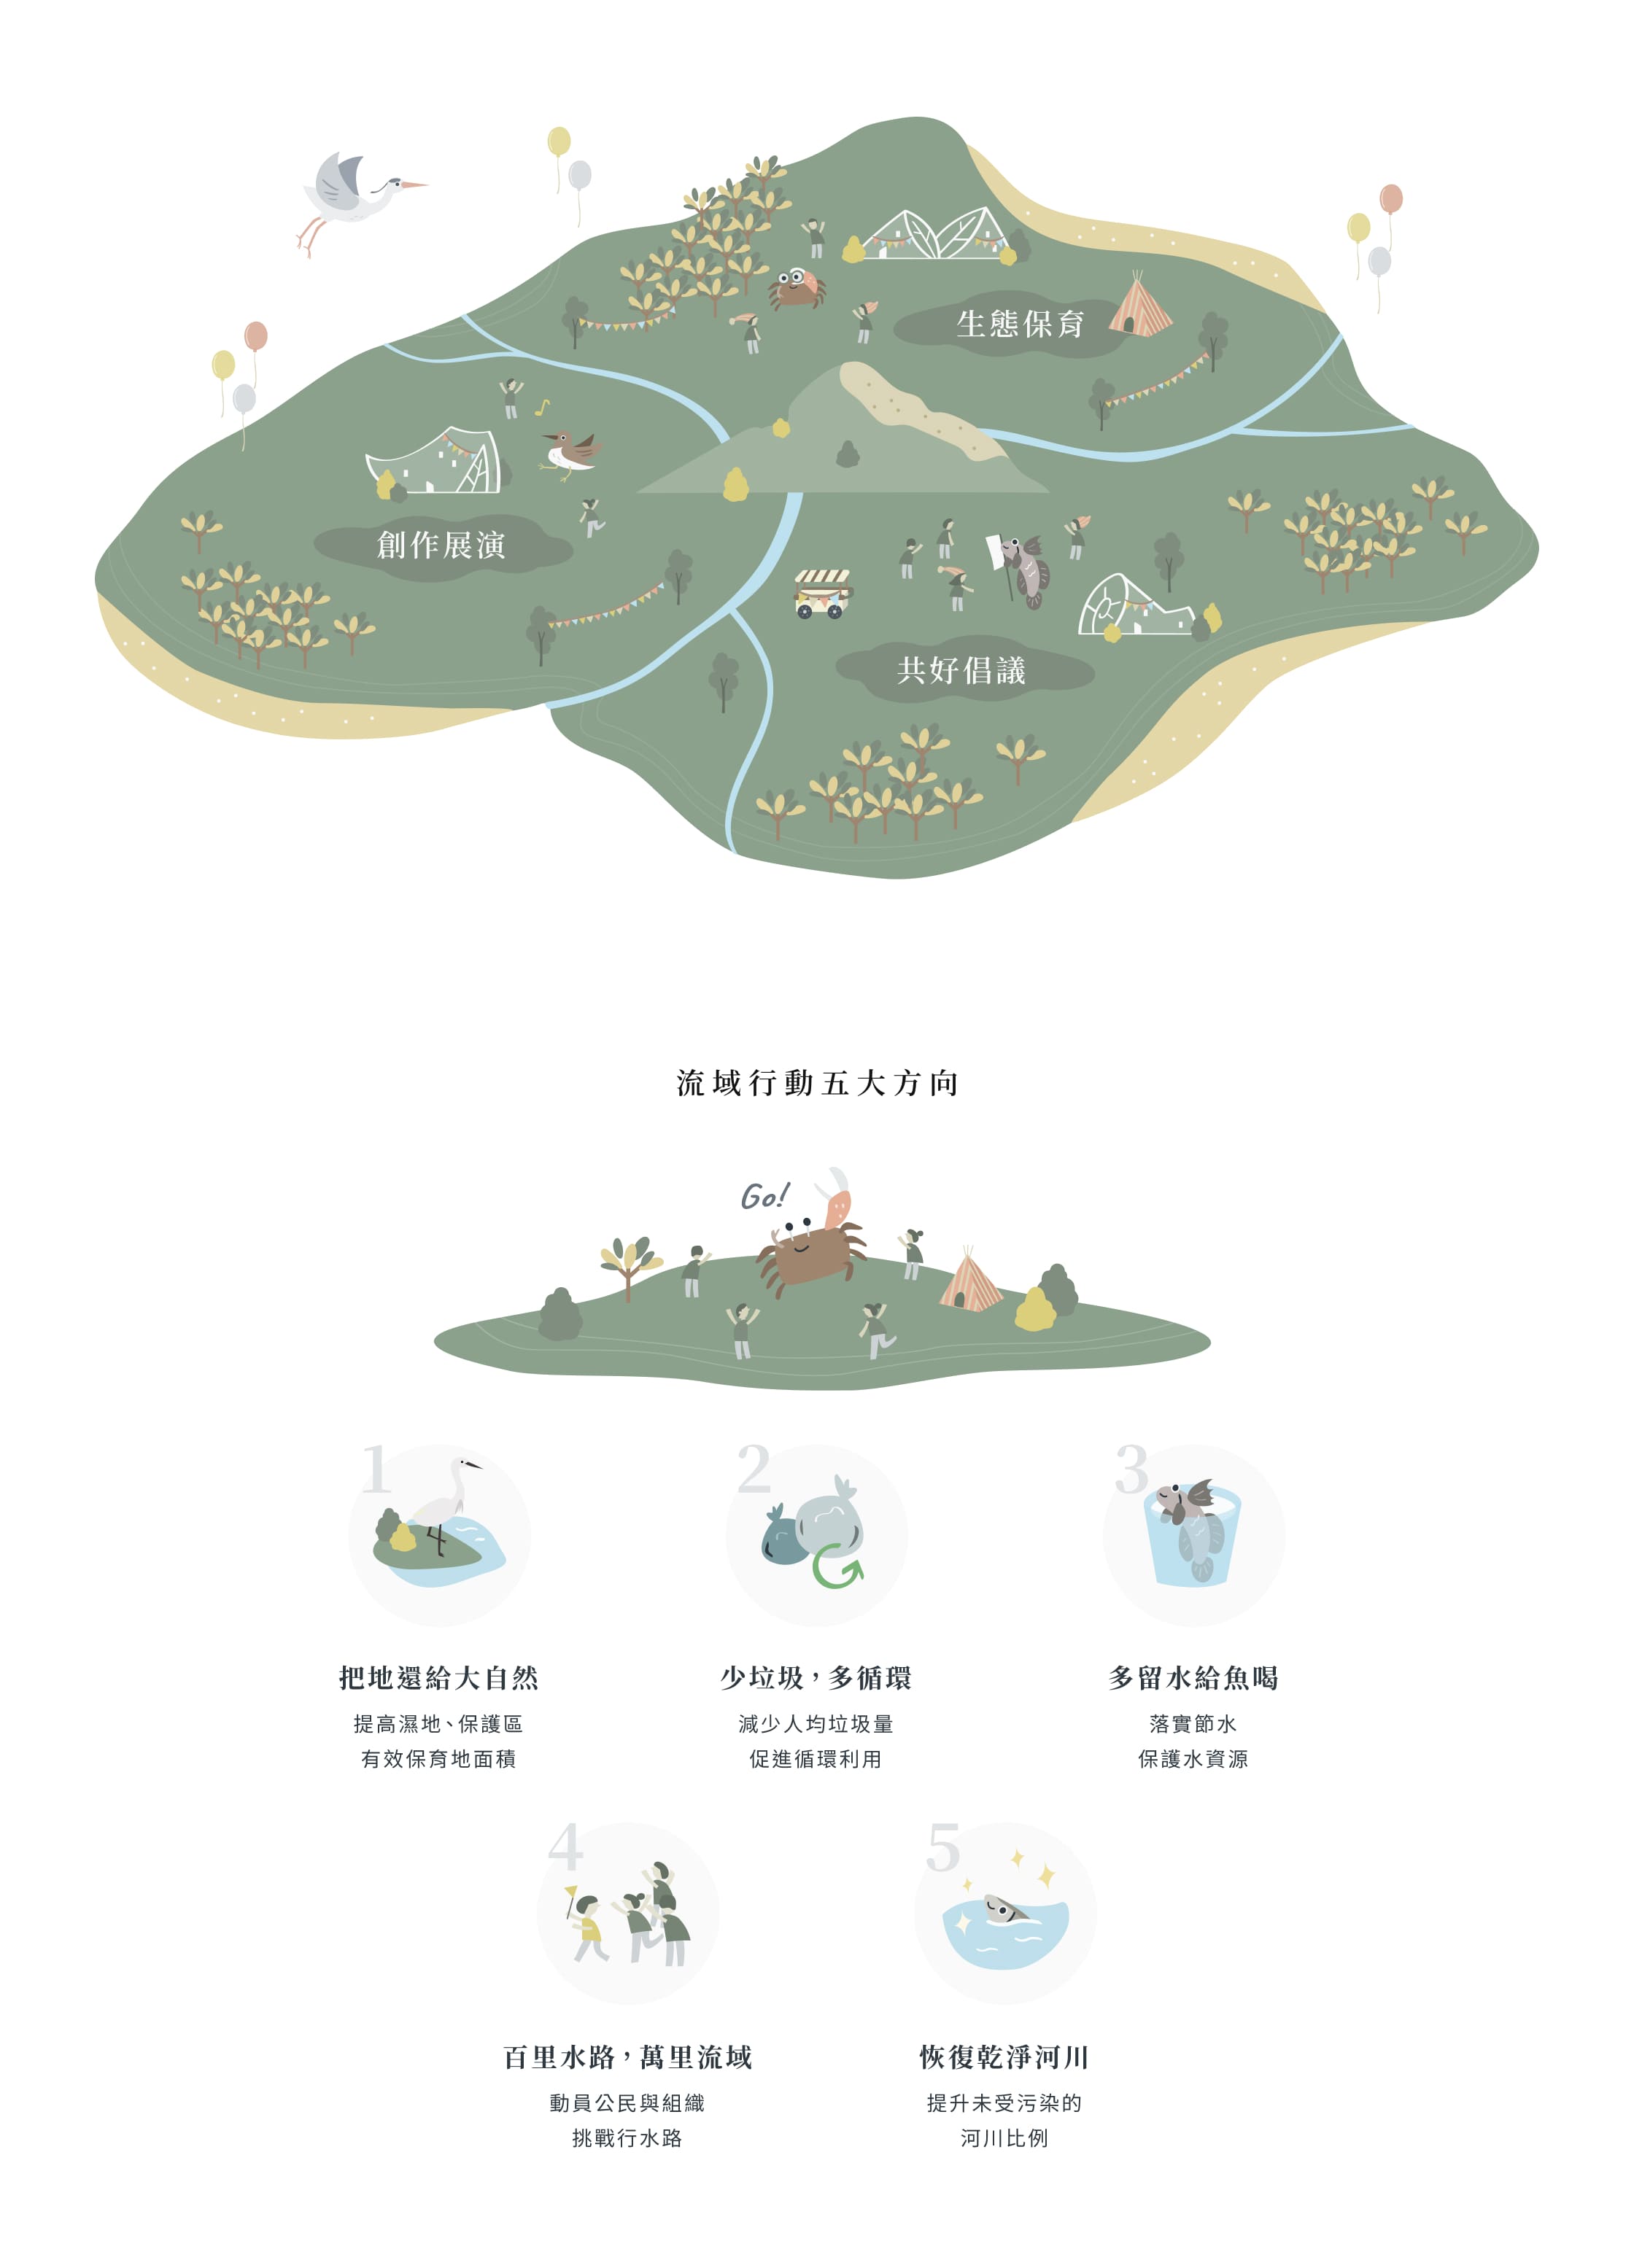 生態保育
創作展演
共好倡議
流域行動五大方向
Go!
1
2
3
把地還給大自然
提高濕地、保護區
有效保育地面積
少垃圾，多循環
減少人均垃圾量
促進循環利用
多留水給魚喝
落實節水
保護水資源
4
5
百里水路，萬里流域
動員公民與組織
挑戰行水路
恢復乾淨河川
提升未受污染的
河川比例